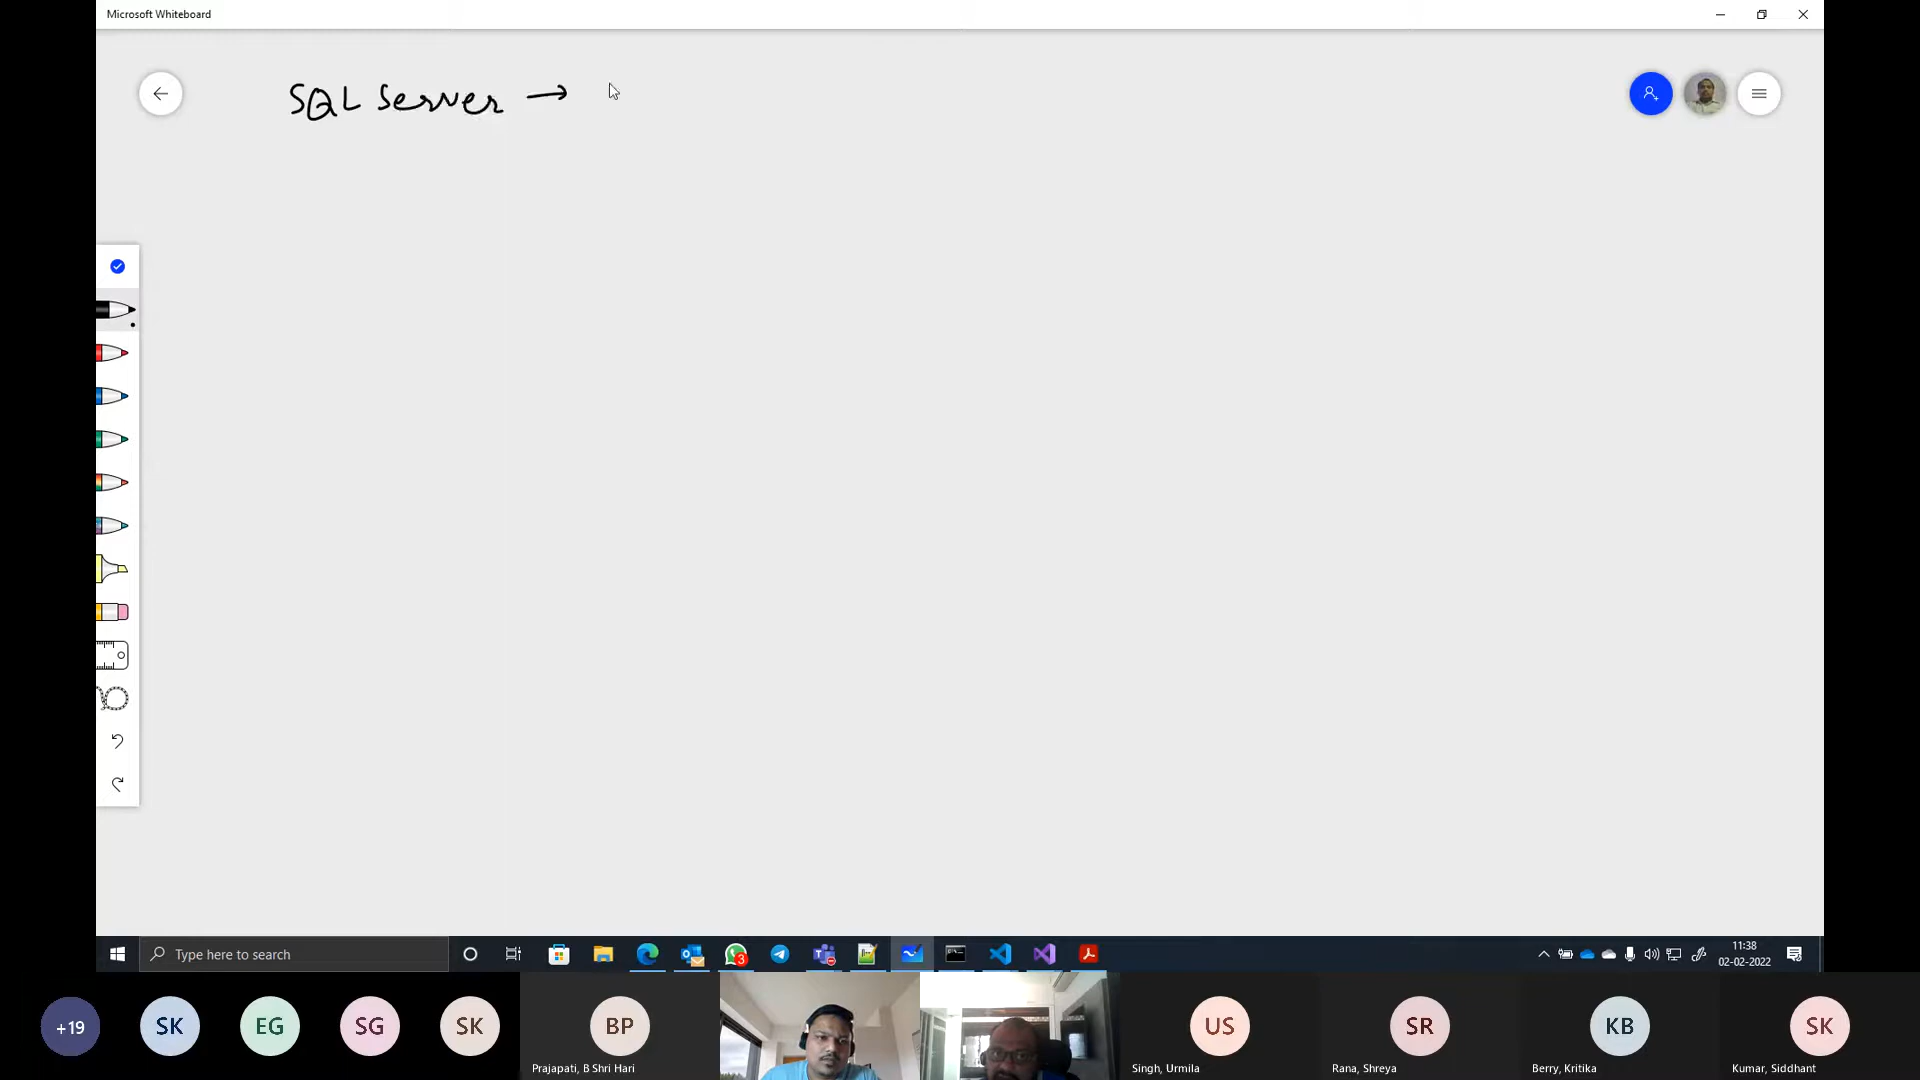 Microsoft Whiteboard
SQL Server →
Type here to search
3
11:38
02-02-2022
+19
SK
EG
SG
SK
BP
US
SR
KB
SK
Prajapati, B Shri Hari
Singh, Urmila
Rana, Shreya
Berry, Kritika
Kumar, Siddhant